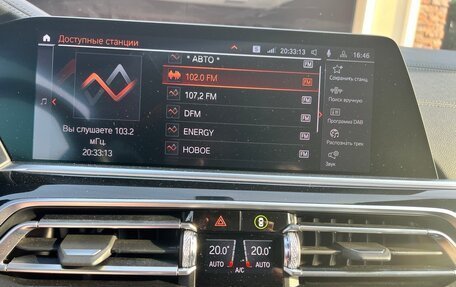 Доступные станции
S 20:33:13
16:46
* АВТО *
FM
102.0 FM
FM
107,2 FM
FM
DFM
FM
ENERGY
FM
НОВОЕ
FM
Вы слушаете 103.2
мГц.
20:33:13
Сохранить станц.
Поиск вручную
Программа DAB
Распознать трек
Звук
20.0° 20.0°
AUTO AUTO
A/C